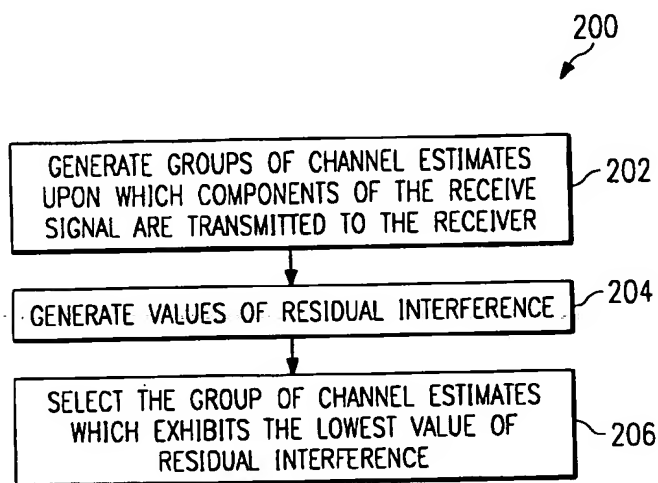 200
GENERATE GROUPS OF CHANNEL ESTIMATES
UPON WHICH COMPONENTS OF THE RECEIVE
SIGNAL ARE TRANSMITTED TO THE RECEIVER
202
GENERATE VALUES OF RESIDUAL INTERFERENCE
204
SELECT THE GROUP OF CHANNEL ESTIMATES
WHICH EXHIBITS THE LOWEST VALUE OF
RESIDUAL INTERFERENCE
206